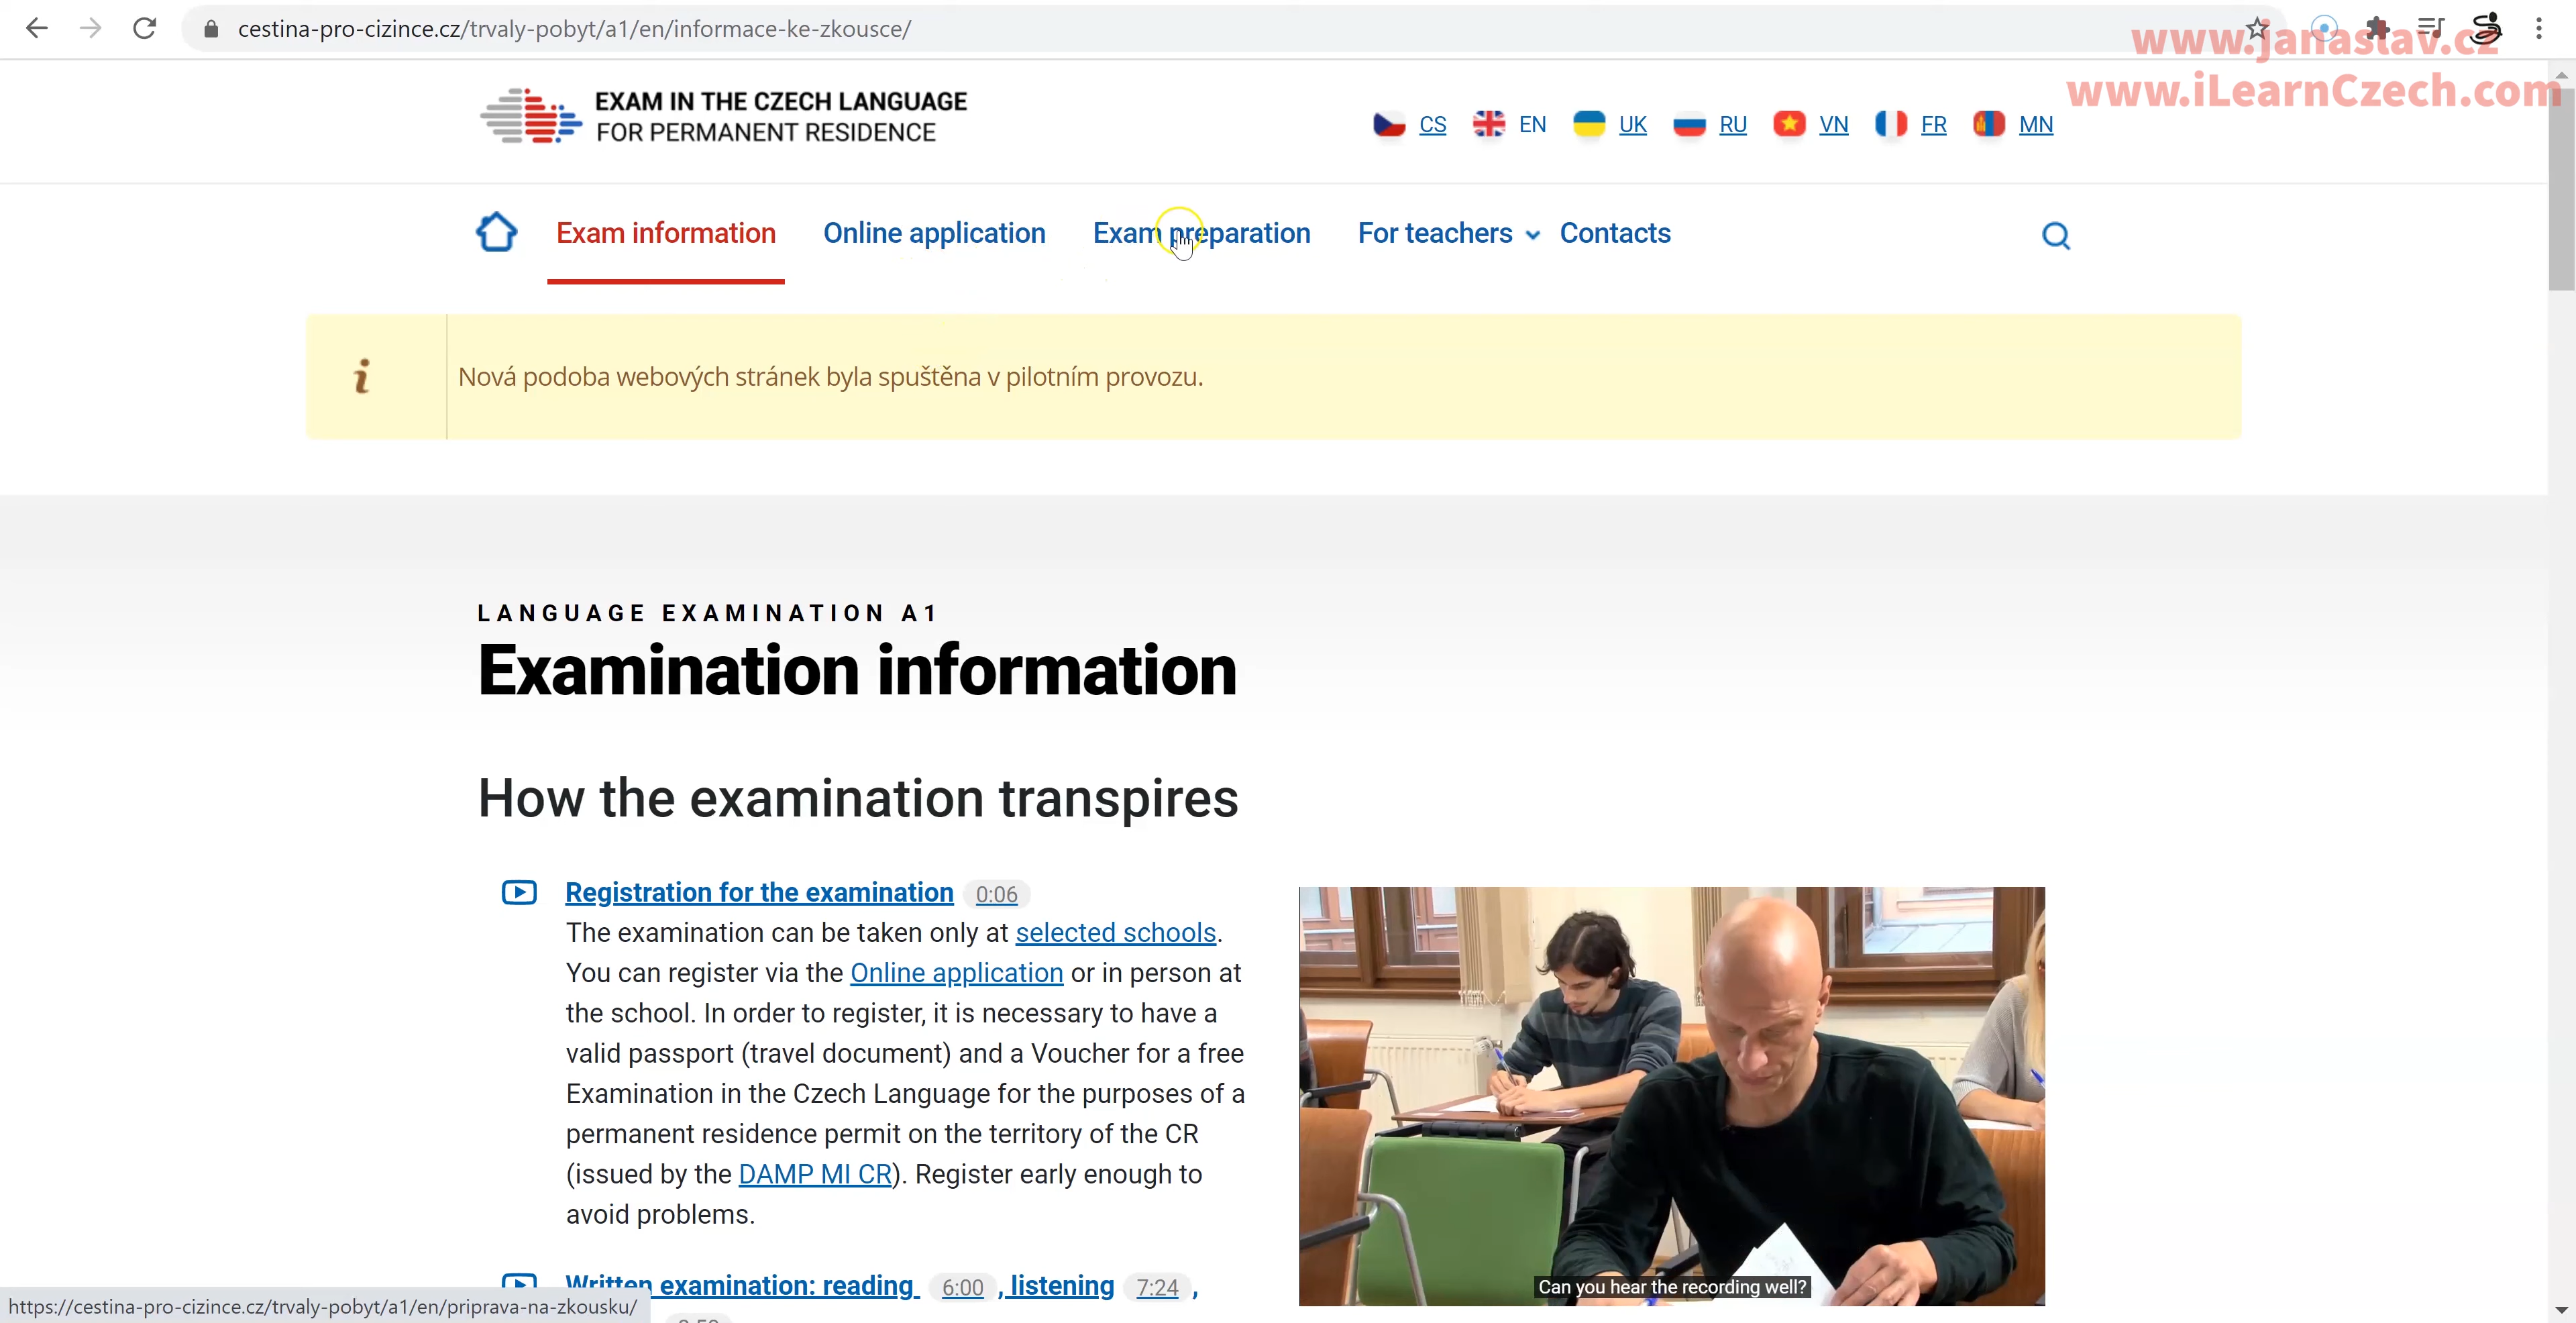 cestina-pro-cizince.cz/trvaly-pobyt/a1/en/informace-ke-zkousce/
www.janaslav.cz
www.iLearnCzech.com
EXAM IN THE CZECH LANGUAGE
FOR PERMANENT RESIDENCE
CS EN UK RU VN FR MN
Exam information Online application Exam preparation For teachers Contacts
i
Nová podoba webových stránek byla spuštěna v pilotním provozu.
LANGUAGE EXAMINATION A1
Examination information
How the examination transpires
Registration for the examination 0:06
The examination can be taken only at selected schools.
You can register via the Online application or in person at
the school. In order to register, it is necessary to have a
valid passport (travel document) and a Voucher for a free
Examination in the Czech Language for the purposes of a
permanent residence permit on the territory of the CR
(issued by the DAMP MI CR). Register early enough to
avoid problems.
Written examination: reading 6:00 , listening 7:24 ,
Can you hear the recording well?
https://cestina-pro-cizince.cz/trvaly-pobyt/a1/en/priprava-na-zkousku/